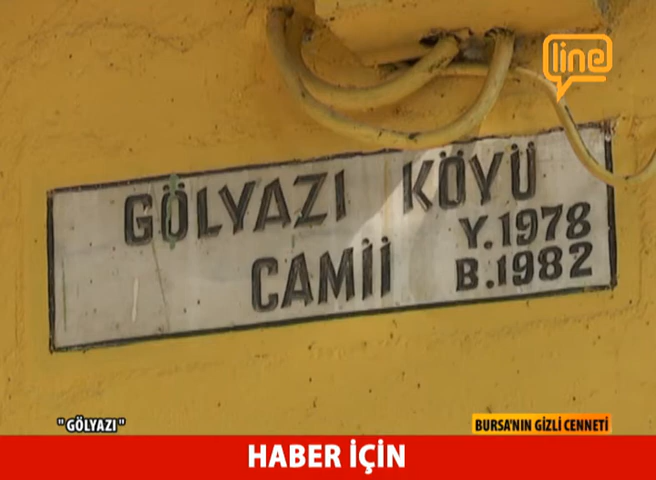 line
GÖLYAZI KÖYÜ
Y.1978
CAMİİ
B.1982
" GÖLYAZI "
BURSA'NIN GİZLİ CENNETİ
HABER İÇİN